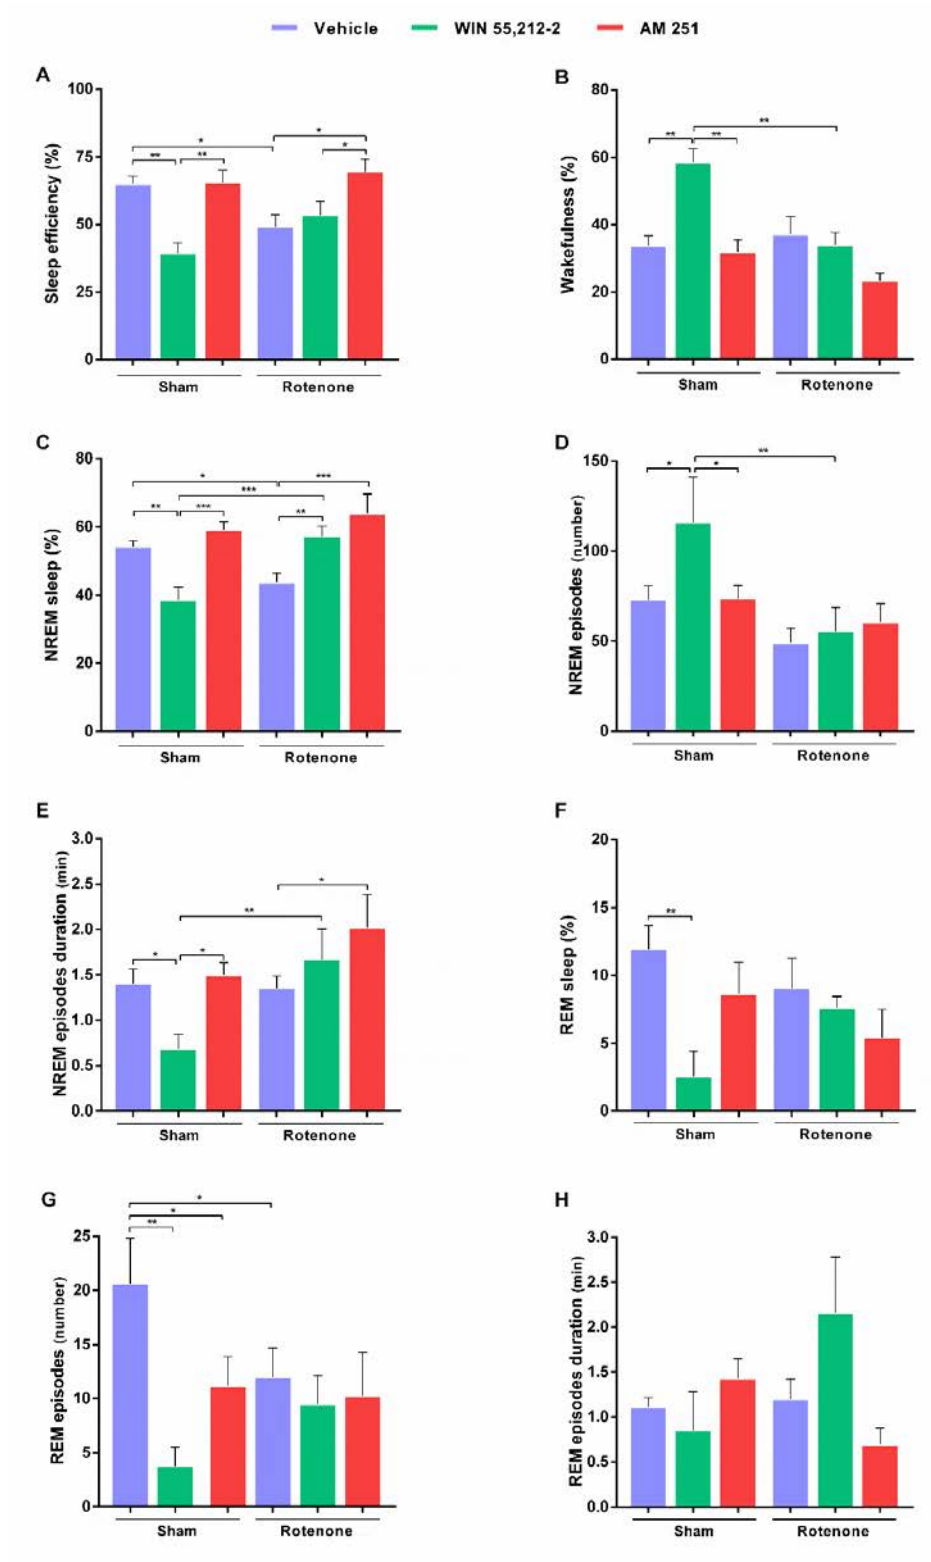 Vehicle WIN 55,212-2 AM 251
A
Sleep efficiency (%)
100
75
50
25
0
* * ** ** *
Sham Rotenone
B
Wakefulness (%)
80
60
40
20
0
** ** **
Sham Rotenone
C
NREM sleep (%)
80
60
40
20
0
* *** *** ** *** **
Sham Rotenone
D
NREM episodes (number)
150
100
50
0
** * *
Sham Rotenone
E
NREM episodes duration (min)
3.0
2.5
2.0
1.5
1.0
0.5
0.0
* ** * *
Sham Rotenone
F
REM sleep (%)
20
15
10
5
0
**
Sham Rotenone
G
REM episodes (number)
25
20
15
10
5
0
* * **
Sham Rotenone
H
REM episodes duration (min)
3.0
2.5
2.0
1.5
1.0
0.5
0.0
Sham Rotenone